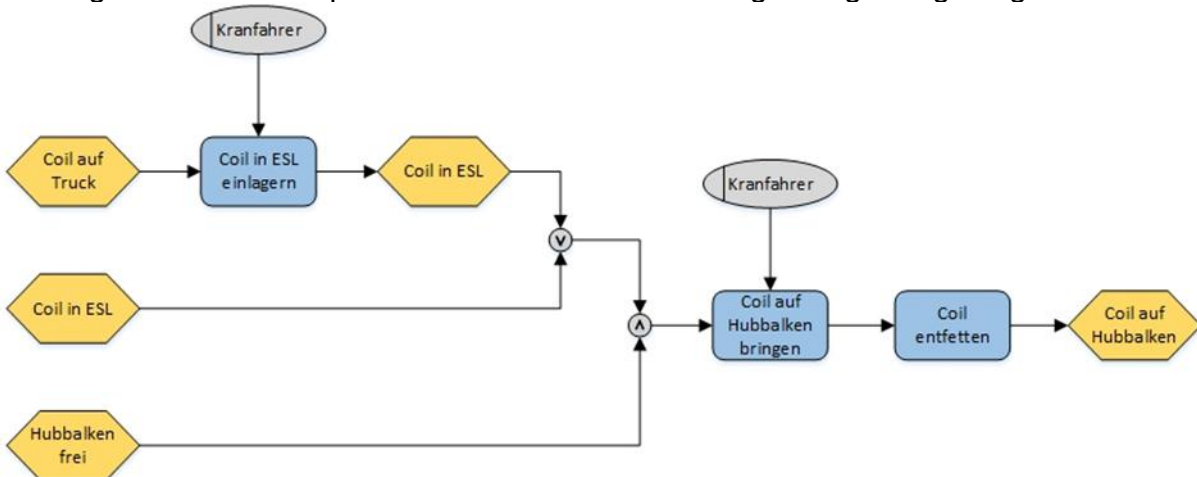 Kranfahrer
Coil auf
Truck
Coil in ESL
einlagern
Coil in ESL
Kranfahrer
v
Coil in ESL
ʌ
Coil auf
Hubbalken
bringen
Coil
entfetten
Coil auf
Hubbalken
Hubbalken
frei